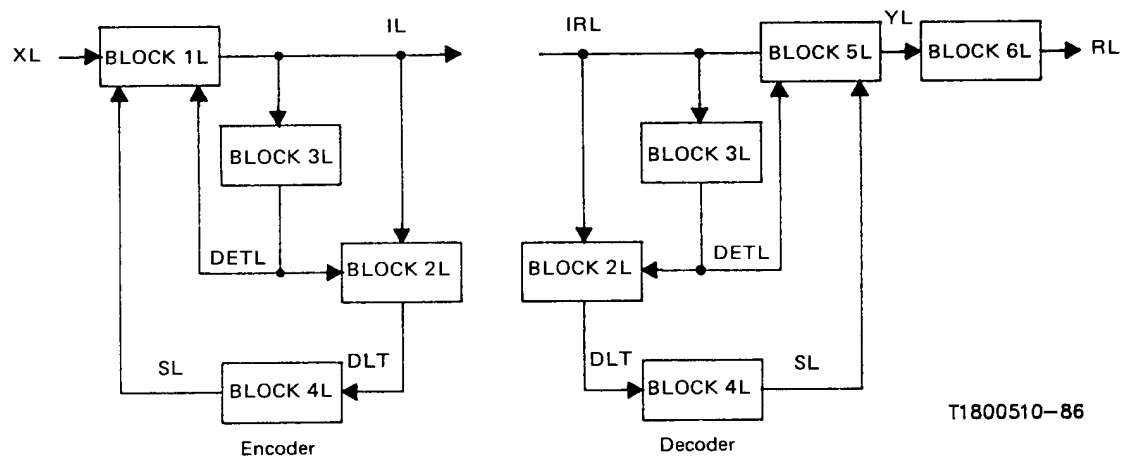 XL
BLOCK 1L
IL
BLOCK 3L
DETL
BLOCK 2L
SL
DLT
BLOCK 4L
Encoder
IRL
BLOCK 5L
YL
BLOCK 6L
RL
BLOCK 3L
BLOCK 2L
DETL
DLT
BLOCK 4L
SL
Decoder
T1800510-86